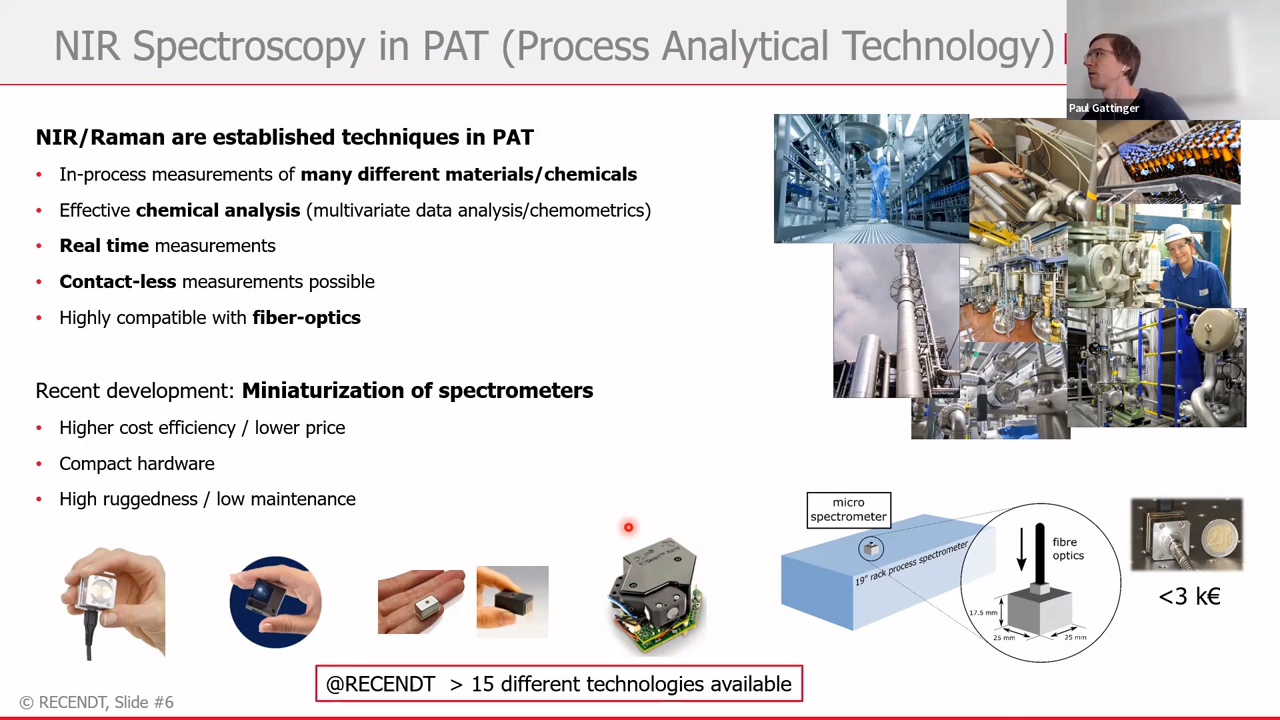 NIR Spectroscopy in PAT (Process Analytical Technology)
Paul Gattinger
NIR/Raman are established techniques in PAT
• In-process measurements of many different materials/chemicals
• Effective chemical analysis (multivariate data analysis/chemometrics)
• Real time measurements
• Contact-less measurements possible
• Highly compatible with fiber-optics
Recent development: Miniaturization of spectrometers
• Higher cost efficiency / lower price
• Compact hardware
• High ruggedness / low maintenance
micro
spectrometer
19" rack process spectrometer
fibre
optics
17.5 mm
25 mm
25 mm
<3 k€
@RECENDT > 15 different technologies available
© RECENDT, Slide #6